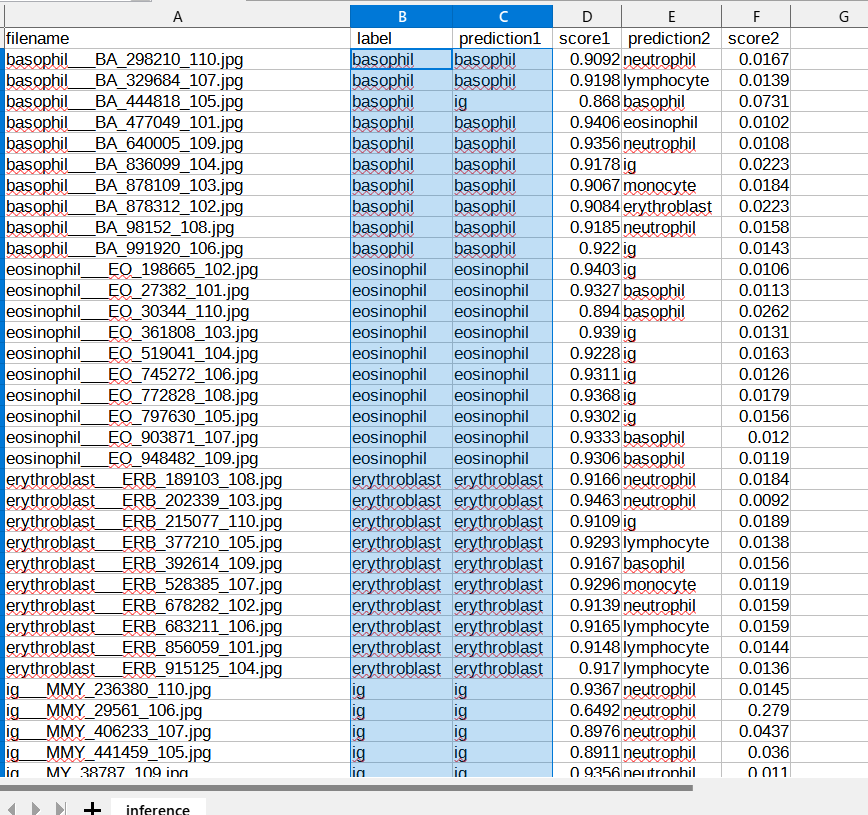 A B C D E F G
filename label prediction1 score1 prediction2 score2
basophil___BA_298210_110.jpg basophil basophil 0.9092 neutrophil 0.0167
basophil___BA_329684_107.jpg basophil basophil 0.9198 lymphocyte 0.0139
basophil___BA_444818_105.jpg basophil ig 0.868 basophil 0.0731
basophil___BA_477049_101.jpg basophil basophil 0.9406 eosinophil 0.0102
basophil___BA_640005_109.jpg basophil basophil 0.9356 neutrophil 0.0108
basophil___BA_836099_104.jpg basophil basophil 0.9178 ig 0.0223
basophil___BA_878109_103.jpg basophil basophil 0.9067 monocyte 0.0184
basophil___BA_878312_102.jpg basophil basophil 0.9084 erythroblast 0.0223
basophil___BA_98152_108.jpg basophil basophil 0.9185 neutrophil 0.0158
basophil___BA_991920_106.jpg basophil basophil 0.922 ig 0.0143
eosinophil___EO_198665_102.jpg eosinophil eosinophil 0.9403 ig 0.0106
eosinophil___EO_27382_101.jpg eosinophil eosinophil 0.9327 basophil 0.0113
eosinophil___EO_30344_110.jpg eosinophil eosinophil 0.894 basophil 0.0262
eosinophil___EO_361808_103.jpg eosinophil eosinophil 0.939 ig 0.0131
eosinophil___EO_519041_104.jpg eosinophil eosinophil 0.9228 ig 0.0163
eosinophil___EO_745272_106.jpg eosinophil eosinophil 0.9311 ig 0.0126
eosinophil___EO_772828_108.jpg eosinophil eosinophil 0.9368 ig 0.0179
eosinophil___EO_797630_105.jpg eosinophil eosinophil 0.9302 ig 0.0156
eosinophil___EO_903871_107.jpg eosinophil eosinophil 0.9333 basophil 0.012
eosinophil___EO_948482_109.jpg eosinophil eosinophil 0.9306 basophil 0.0119
erythroblast___ERB_189103_108.jpg erythroblast erythroblast 0.9166 neutrophil 0.0184
erythroblast___ERB_202339_103.jpg erythroblast erythroblast 0.9463 neutrophil 0.0092
erythroblast___ERB_215077_110.jpg erythroblast erythroblast 0.9109 ig 0.0189
erythroblast___ERB_377210_105.jpg erythroblast erythroblast 0.9293 lymphocyte 0.0138
erythroblast___ERB_392614_109.jpg erythroblast erythroblast 0.9167 basophil 0.0156
erythroblast___ERB_528385_107.jpg erythroblast erythroblast 0.9296 monocyte 0.0119
erythroblast___ERB_678282_102.jpg erythroblast erythroblast 0.9139 neutrophil 0.0159
erythroblast___ERB_683211_106.jpg erythroblast erythroblast 0.9165 lymphocyte 0.0159
erythroblast___ERB_856059_101.jpg erythroblast erythroblast 0.9148 lymphocyte 0.0144
erythroblast___ERB_915125_104.jpg erythroblast erythroblast 0.917 lymphocyte 0.0136
ig___MMY_236380_110.jpg ig ig 0.9367 neutrophil 0.0145
ig___MMY_29561_106.jpg ig ig 0.6492 neutrophil 0.279
ig___MMY_406233_107.jpg ig ig 0.8976 neutrophil 0.0437
ig___MMY_441459_105.jpg ig ig 0.8911 neutrophil 0.036
ig___MY_38787_109.jpg ig ig 0.9356 neutrophil 0.011
inference